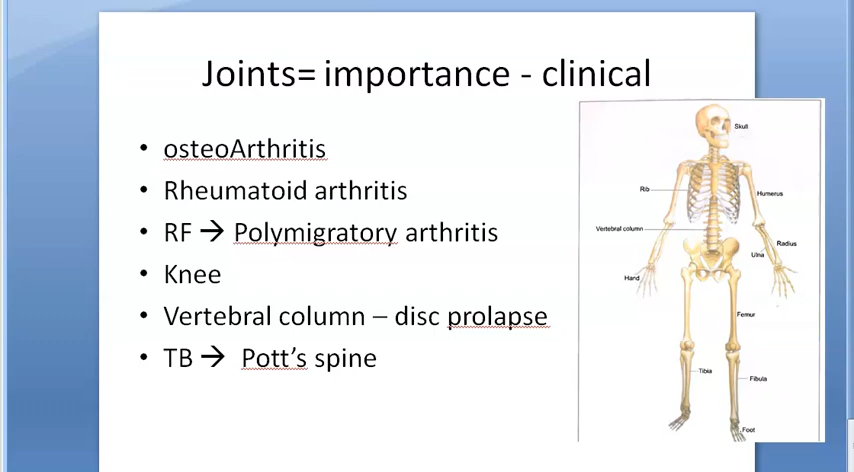 Joints= importance - clinical
• osteoArthritis
• Rheumatoid arthritis
• RF → Polymigratory arthritis
• Knee
• Vertebral column – disc prolapse
• TB → Pott's spine
Skull
Rib
Humerus
Vertebral column
Radius
Ulna
Hand
Femur
Tibia
Fibula
Foot